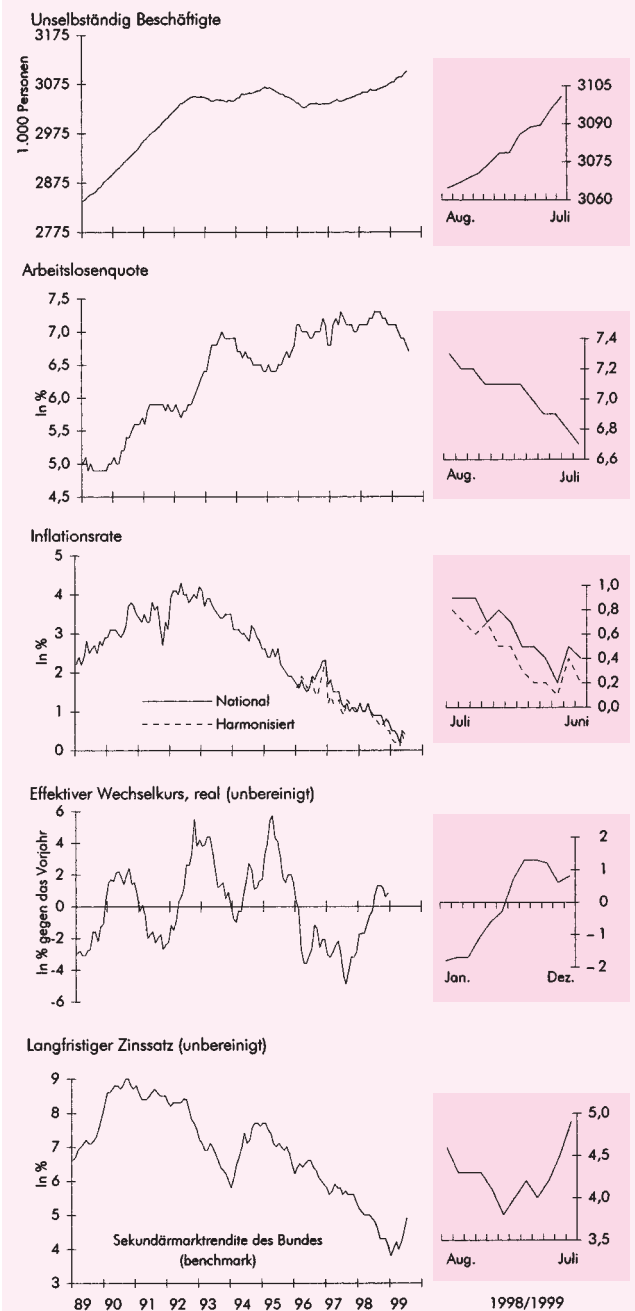 Unselbständig Beschäftigte
1.000 Personen
3175
3075
2975
2875
2775
3105
3090
3075
3060
Aug.
Juli
Arbeitslosenquote
In %
7,5
7,0
6,5
6,0
5,5
5,0
4,5
7,4
7,2
7,0
6,8
6,6
Aug.
Juli
Inflationsrate
In %
5
4
3
2
1
0
National
Harmonisiert
1,0
0,8
0,6
0,4
0,2
0,0
Juli
Juni
Effektiver Wechselkurs, real (unbereinigt)
In % gegen das Vorjahr
6
4
2
0
-2
-4
-6
2
1
0
-1
-2
Jan.
Dez.
Langfristiger Zinssatz (unbereinigt)
In %
9
8
7
6
5
4
3
Sekundärmarktrendite des Bundes
(benchmark)
89 90 91 92 93 94 95 96 97 98 99
5,0
4,5
4,0
3,5
Aug.
Juli
1998/1999